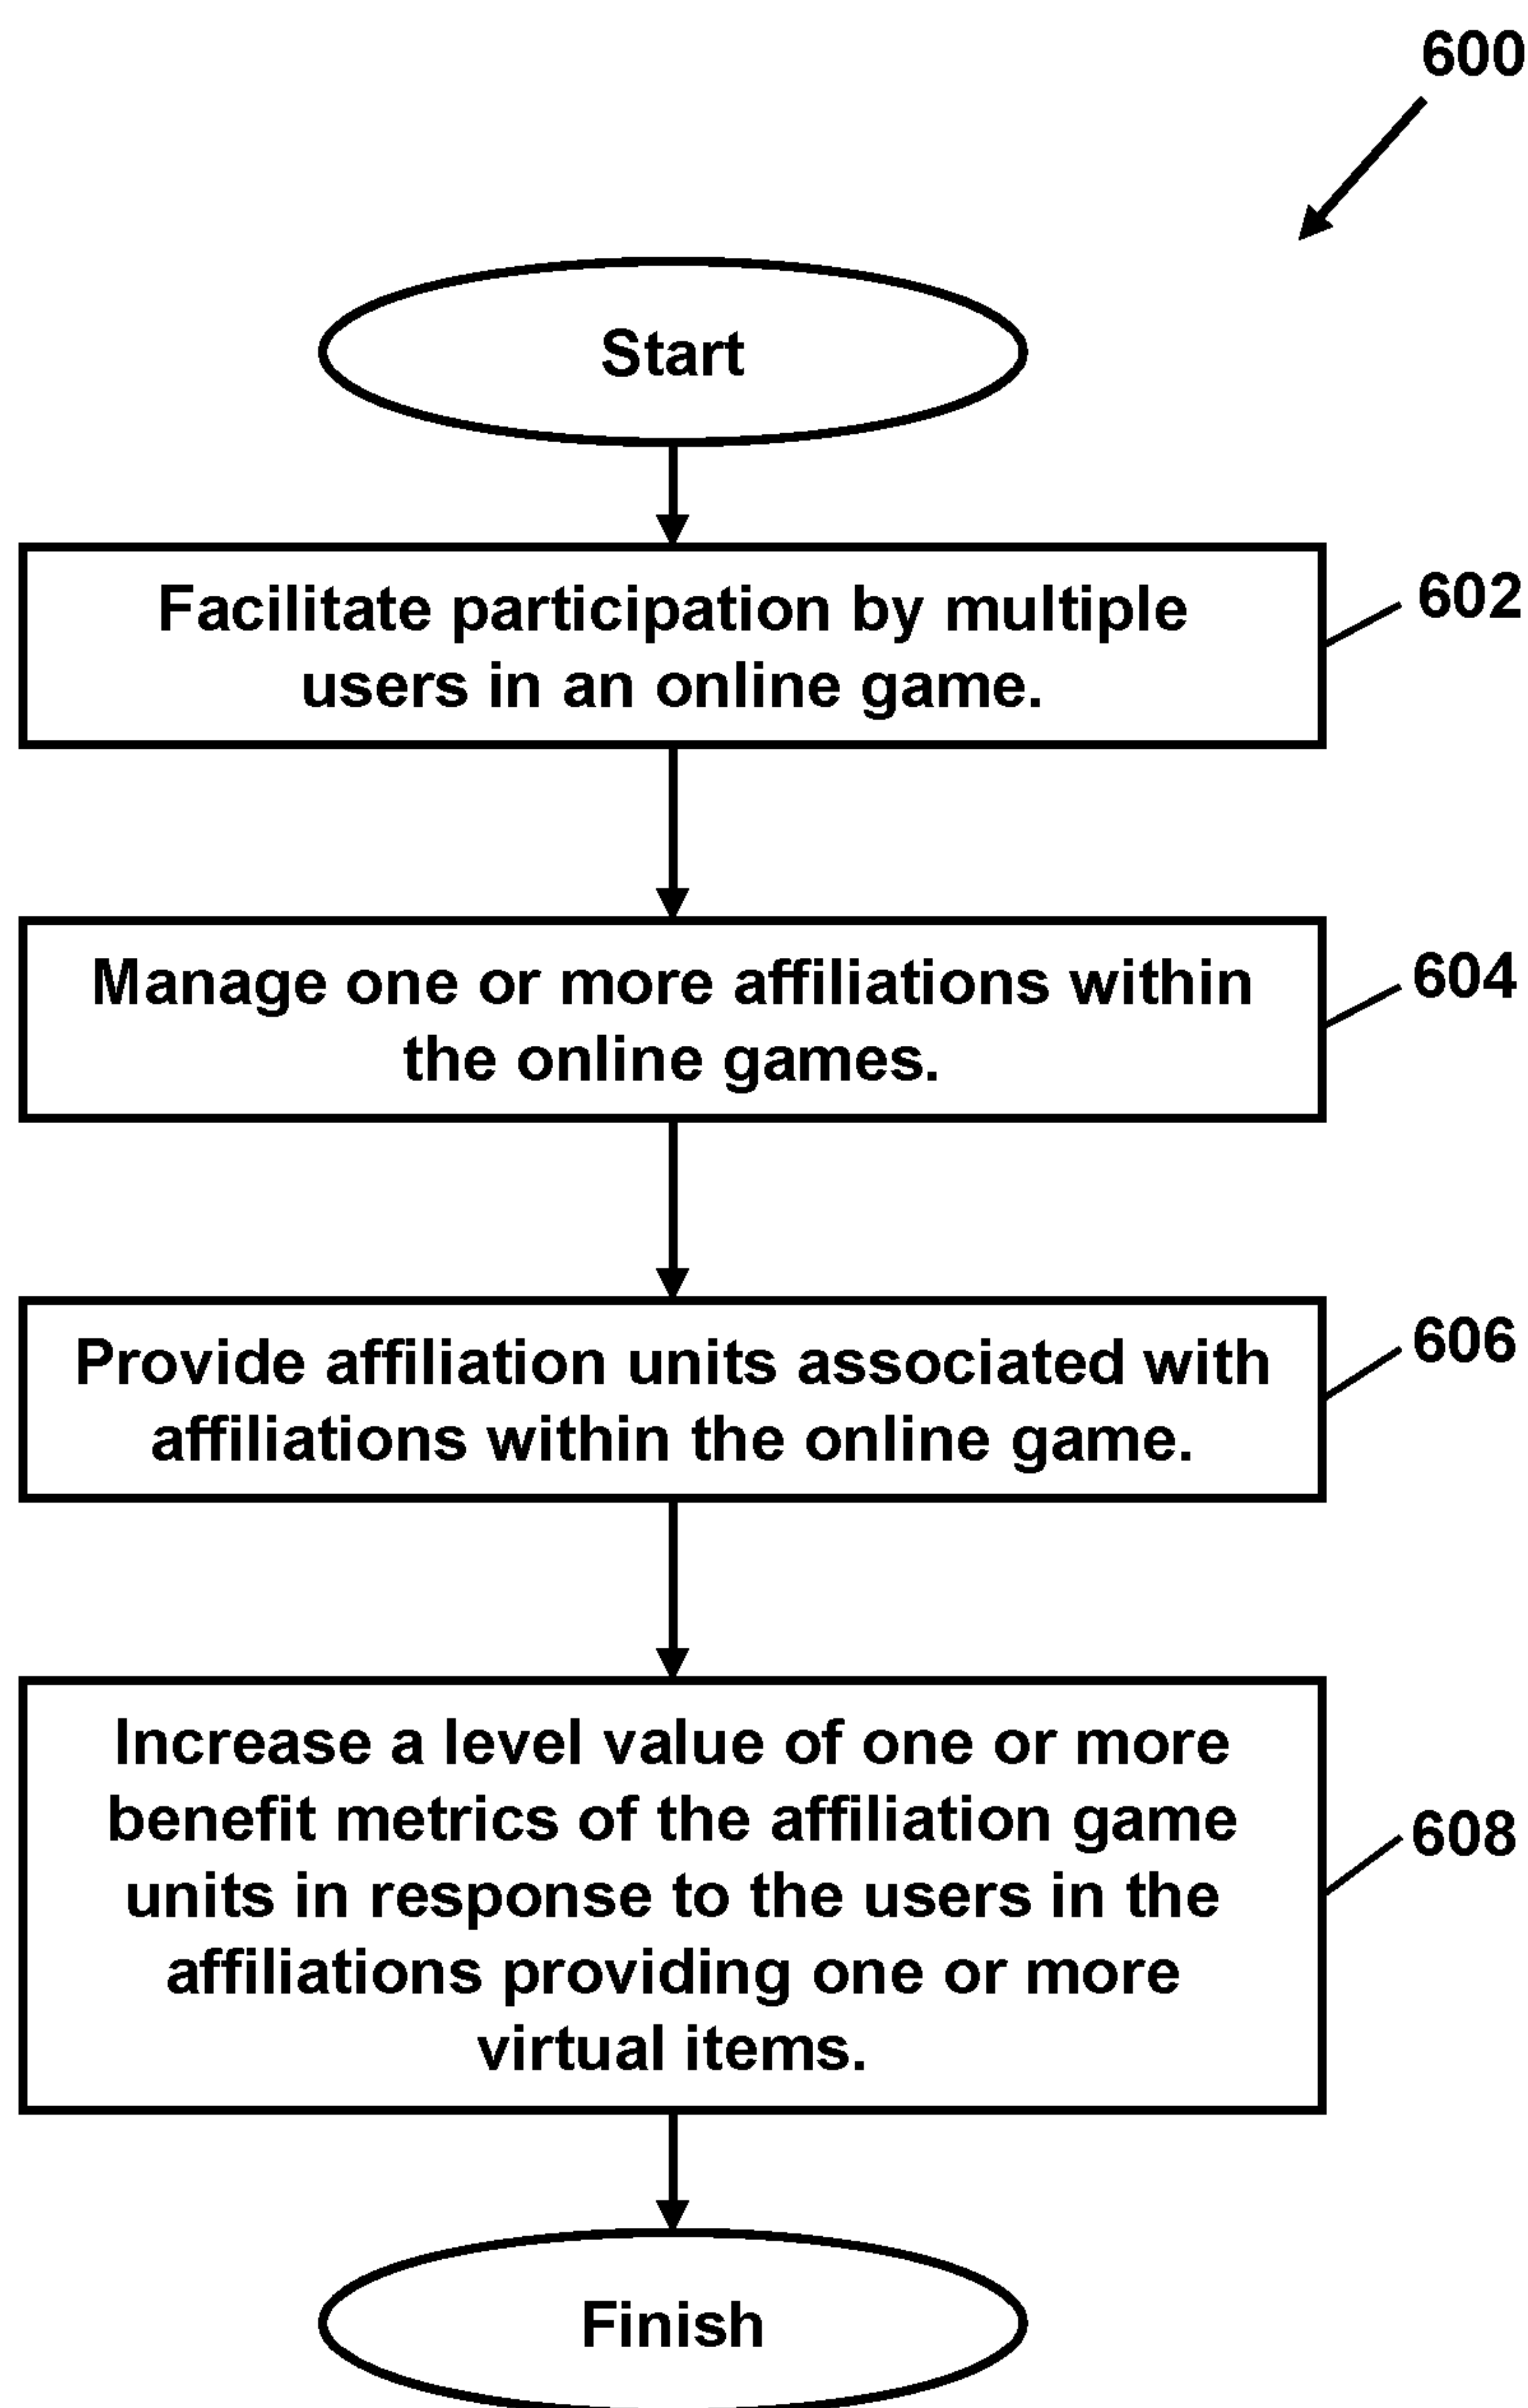 600
Start
Facilitate participation by multiple
users in an online game.
602
Manage one or more affiliations within
the online games.
604
Provide affiliation units associated with
affiliations within the online game.
606
Increase a level value of one or more
benefit metrics of the affiliation game
units in response to the users in the
affiliations providing one or more
virtual items.
608
Finish